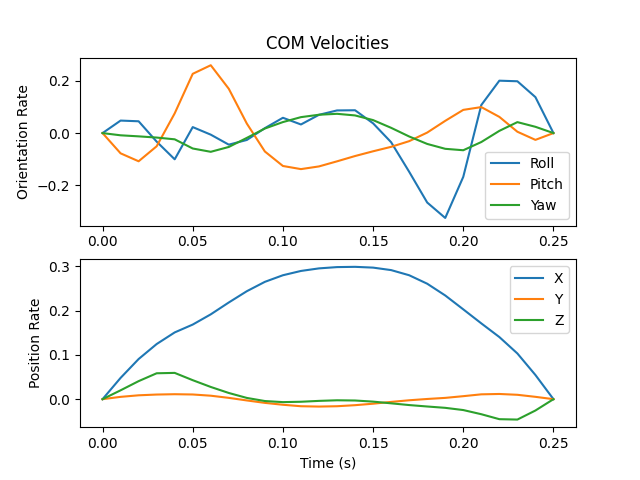 COM Velocities
Orientation Rate
0.2
0.0
−0.2
Roll
Pitch
Yaw
0.00 0.05 0.10 0.15 0.20 0.25
Position Rate
0.3
0.2
0.1
0.0
X
Y
Z
0.00 0.05 0.10 0.15 0.20 0.25
Time (s)